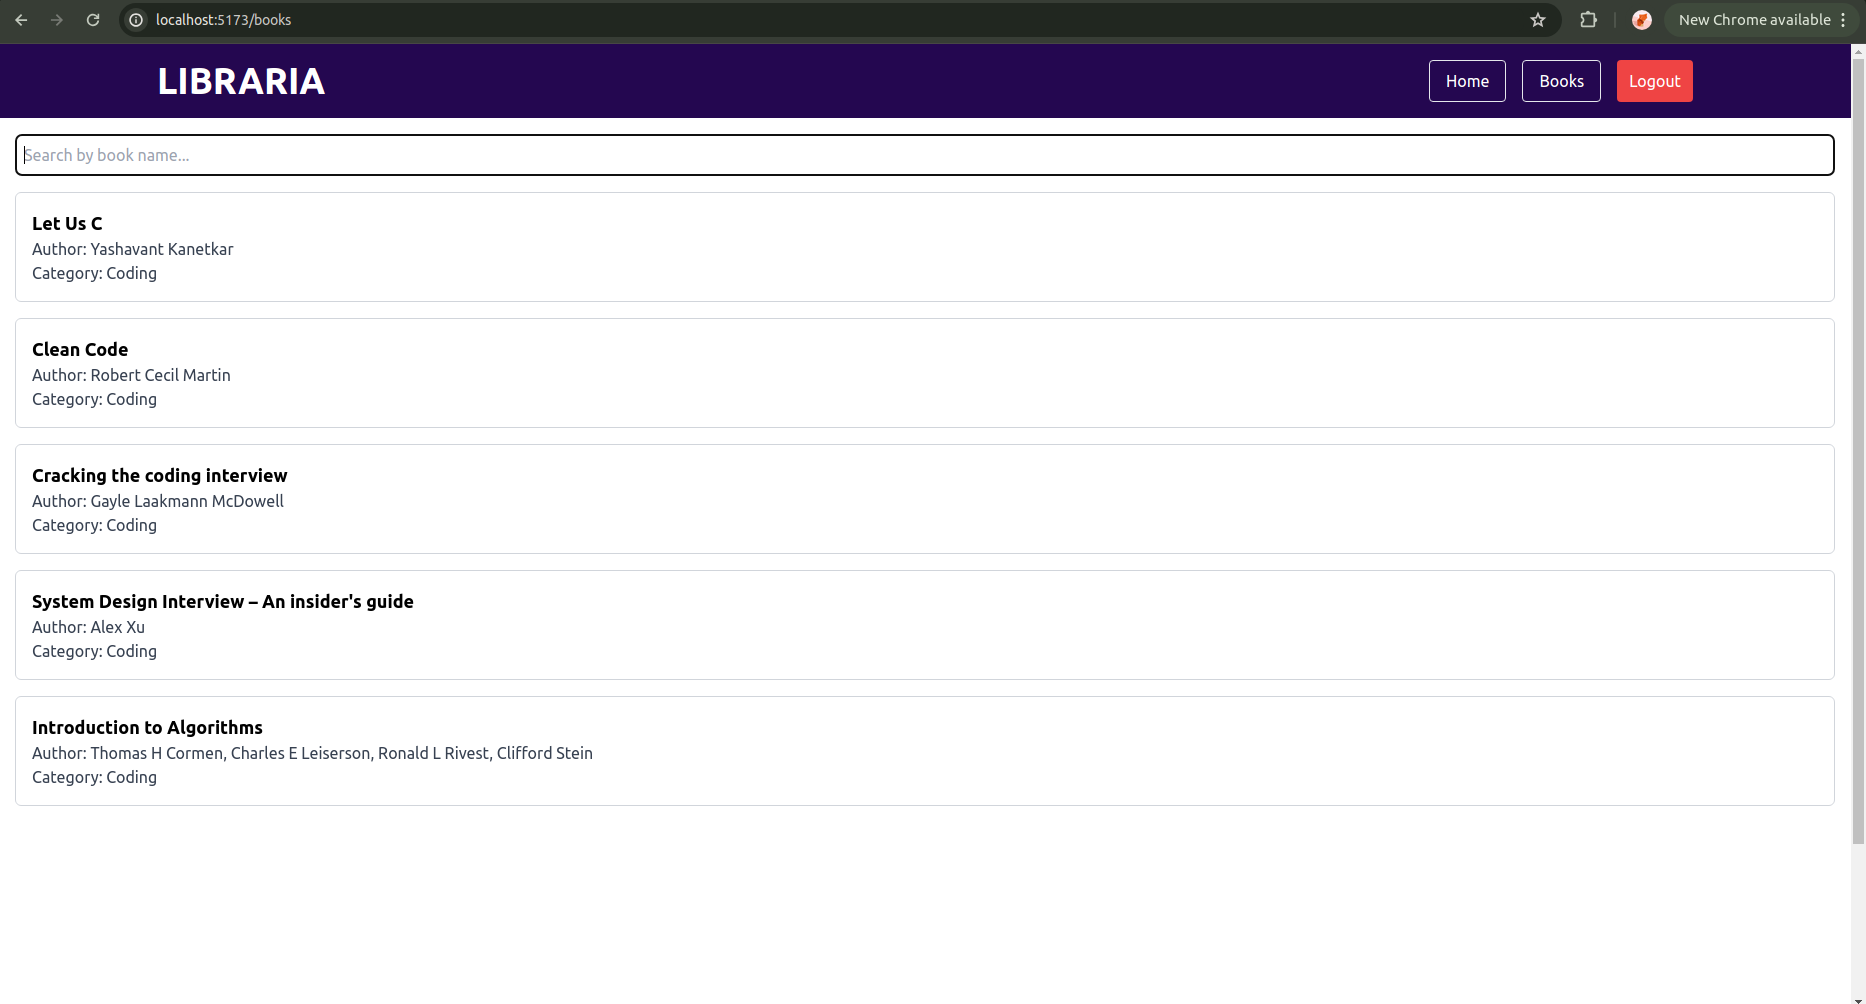 localhost:5173/books
New Chrome available
LIBRARIA
Home
Books
Logout
Search by book name...
Let Us C
Author: Yashavant Kanetkar
Category: Coding
Clean Code
Author: Robert Cecil Martin
Category: Coding
Cracking the coding interview
Author: Gayle Laakmann McDowell
Category: Coding
System Design Interview – An insider's guide
Author: Alex Xu
Category: Coding
Introduction to Algorithms
Author: Thomas H Cormen, Charles E Leiserson, Ronald L Rivest, Clifford Stein
Category: Coding